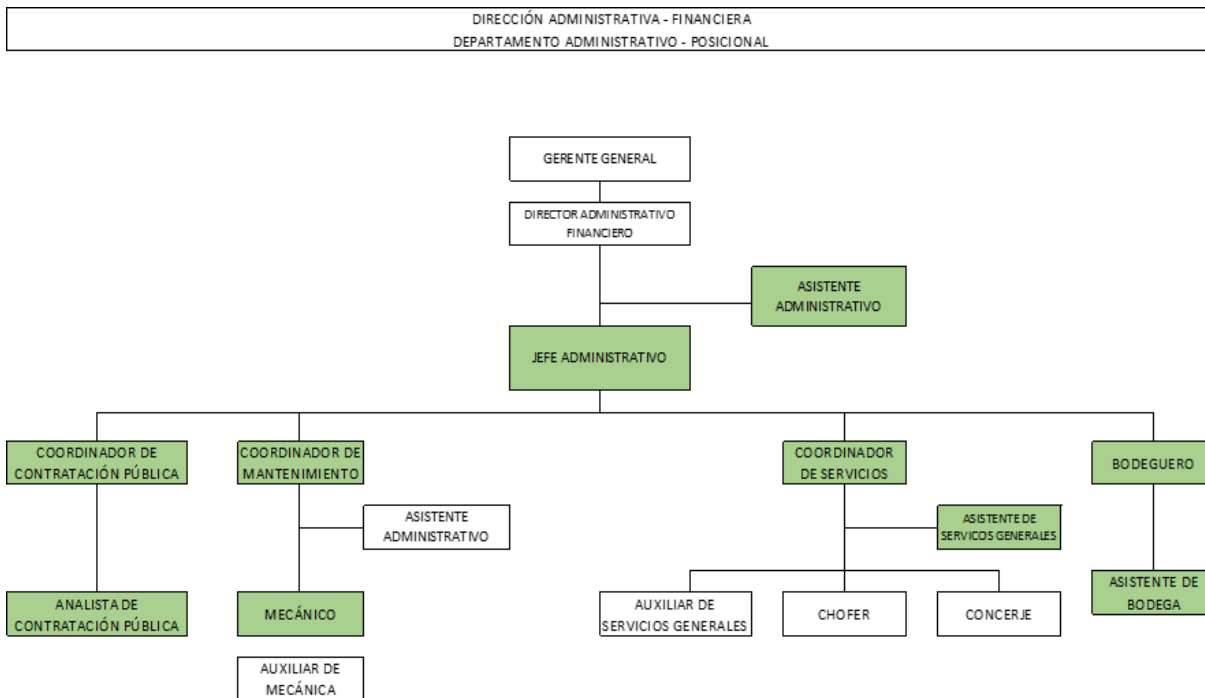 DIRECCIÓN ADMINISTRATIVA - FINANCIERA
DEPARTAMENTO ADMINISTRATIVO - POSICIONAL
GERENTE GENERAL
DIRECTOR ADMINISTRATIVO
FINANCIERO
ASISTENTE
ADMINISTRATIVO
JEFE ADMINISTRATIVO
COORDINADOR DE
CONTRATACIÓN PÚBLICA
COORDINADOR DE
MANTENIMIENTO
COORDINADOR
DE SERVICIOS
BODEGUERO
ASISTENTE
ADMINISTRATIVO
ASISTENTE DE
SERVICOS GENERALES
ANALISTA DE
CONTRATACIÓN PÚBLICA
MECÁNICO
AUXILIAR DE
SERVICIOS GENERALES
CHOFER
CONCERJE
ASISTENTE DE
BODEGA
AUXILIAR DE
MECÁNICA